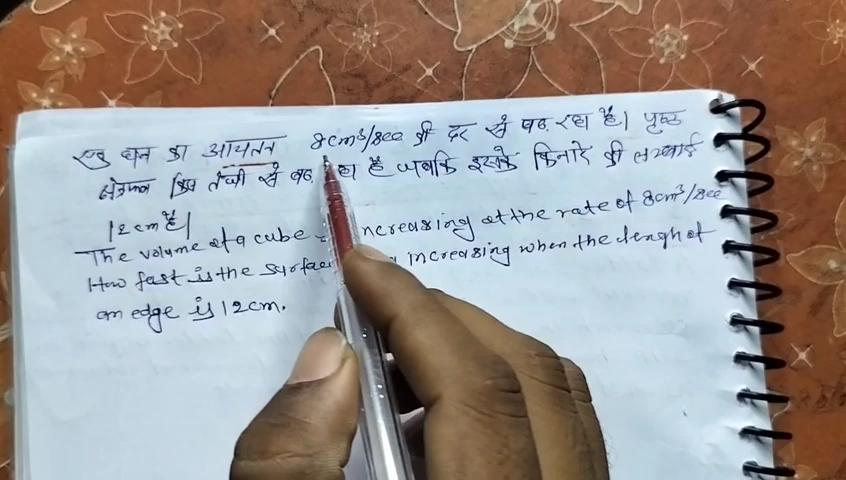 एक घन का आयतन 8cm³/sec की दर से बढ़ रहा है। पृष्ठ
क्षेत्रफल किस तेजी से बढ़ रहा है जबकि इसके किनारे की लम्बाई
12cm है।
The volume of a cube increasing at the rate of 8cm³/sec
How fast is the surface increasing when the lengh of
an edge is 12cm.